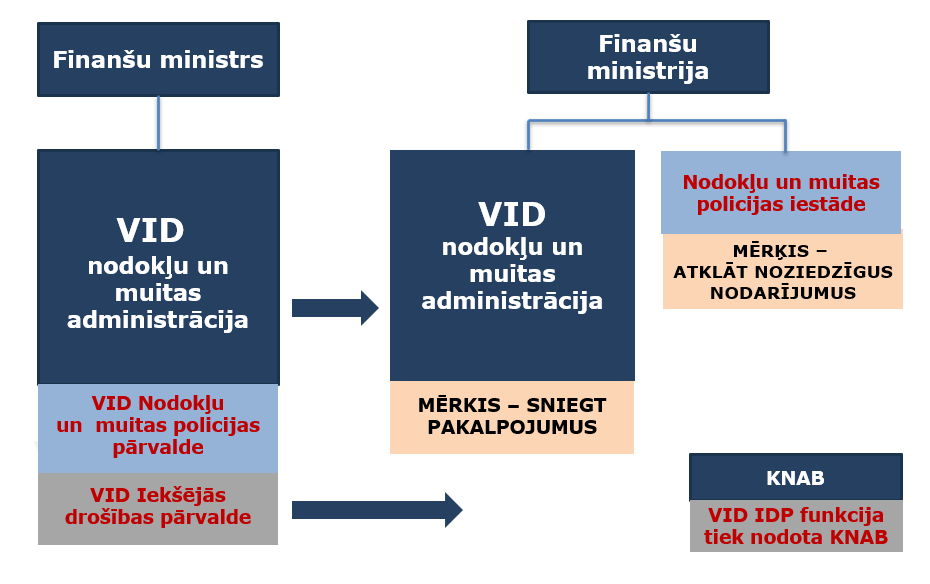 Finanšu ministrs
VID
nodokļu un
muitas
administrācija
VID Nodokļu
un muitas policijas
pārvalde
VID Iekšējās
drošības pārvalde
Finanšu
ministrija
VID
nodokļu un
muitas
administrācija
MĒRĶIS – SNIEGT
PAKALPOJUMUS
Nodokļu un muitas
policijas iestāde
MĒRĶIS –
ATKLĀT NOZIEDZĪGUS
NODARĪJUMUS
KNAB
VID IDP funkcija
tiek nodota KNAB